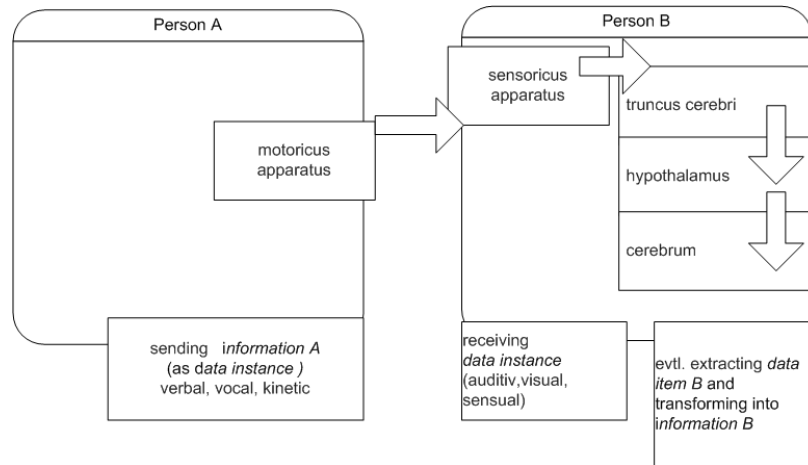 Person A
motoricus
apparatus
sending information A
(as data instance )
verbal, vocal, kinetic
Person B
sensoricus
apparatus
truncus cerebri
hypothalamus
cerebrum
receiving
data instance
(auditiv,visual,
sensual)
evtl. extracting data
item B and
transforming into
information B